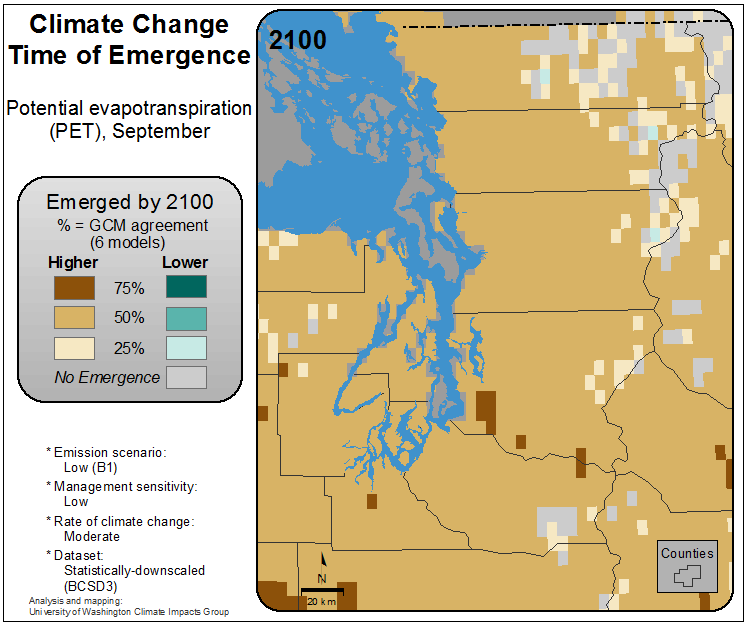 Climate Change
Time of Emergence
Potential evapotranspiration
(PET), September
Emerged by 2100
% = GCM agreement
(6 models)
Higher
Lower
75%
50%
25%
No Emergence
* Emission scenario:
Low (B1)
* Management sensitivity:
Low
* Rate of climate change:
Moderate
* Dataset:
Statistically-downscaled
(BCSD3)
Analysis and mapping:
University of Washington Climate Impacts Group
2100
N
20 km
Counties